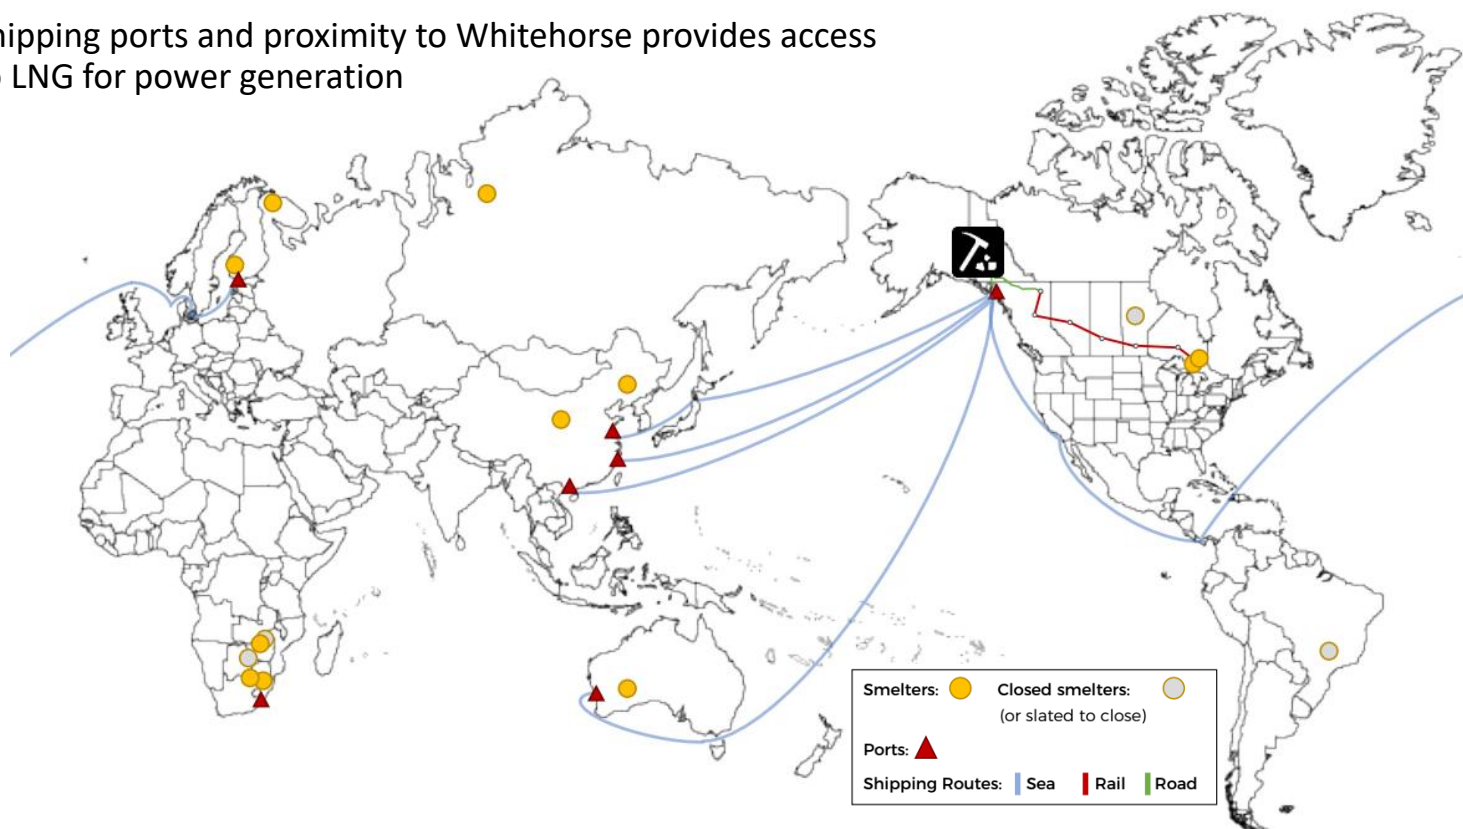 hipping ports and proximity to Whitehorse provides access
LNG for power generation
Smelters: Closed smelters:
(or slated to close)
Ports:
Shipping Routes: Sea Rail Road